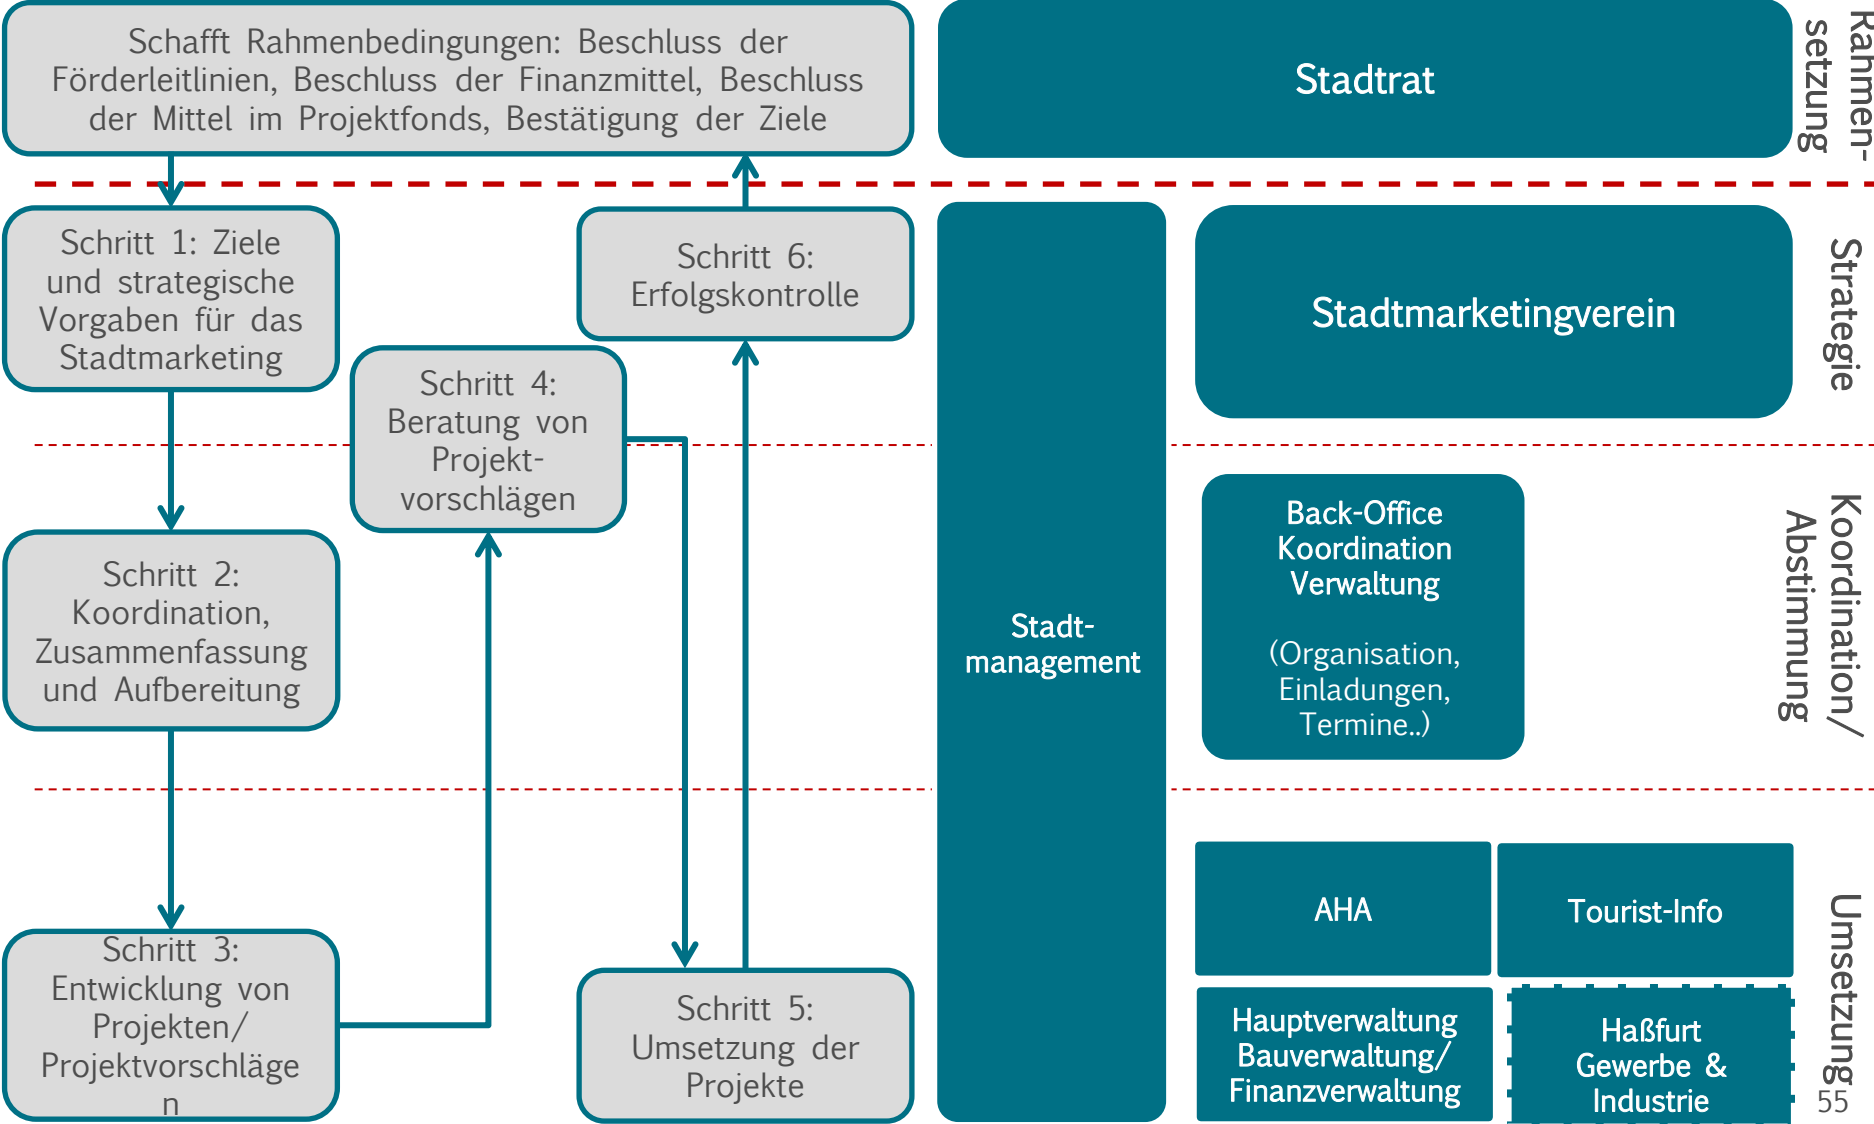 Schafft Rahmenbedingungen: Beschluss der
Förderleitlinien, Beschluss der Finanzmittel, Beschluss
der Mittel im Projektfonds, Bestätigung der Ziele
Stadtrat
Rahmen-
setzung
Schritt 1: Ziele
und strategische
Vorgaben für das
Stadtmarketing
Schritt 6:
Erfolgskontrolle
Stadtmarketingverein
Strategie
Schritt 4:
Beratung von
Projekt-
vorschlägen
Schritt 2:
Koordination,
Zusammenfassung
und Aufbereitung
Stadt-
management
Back-Office
Koordination
Verwaltung
(Organisation,
Einladungen,
Termine..)
Koordination/
Abstimmung
Schritt 3:
Entwicklung von
Projekten/
Projektvorschläge
n
Schritt 5:
Umsetzung der
Projekte
AHA
Tourist-Info
Hauptverwaltung
Bauverwaltung/
Finanzverwaltung
Haßfurt
Gewerbe &
Industrie
Umsetzung
55